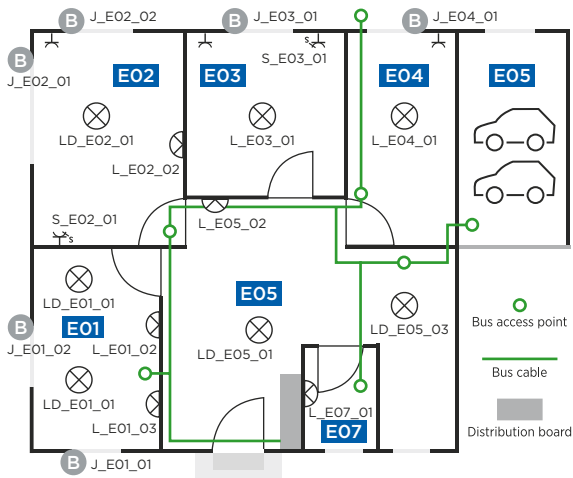 B J_E02_02
B J_E03_01
B J_E04_01
S_E03_01
B
J_E02_01
E02
E03
E04
E05
LD_E02_01
L_E03_01
L_E04_01
L_E02_02
S_E02_01
s
s
L_E05_02
LD_E01_01
E05
E01
B
J_E01_02
L_E01_02
LD_E05_01
LD_E05_03
Bus access point
Bus cable
LD_E01_01
L_E01_03
L_E07_01
E07
Distribution board
B J_E01_01